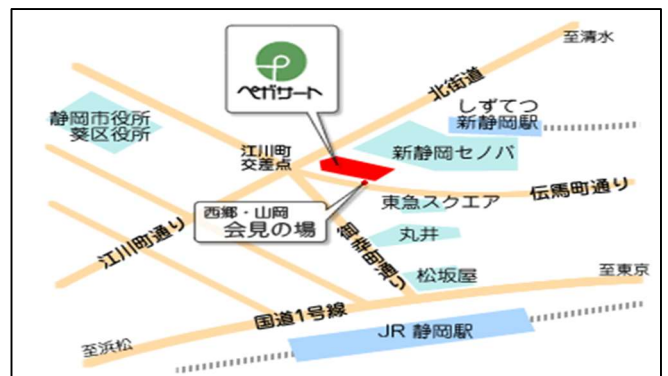 ペガサート
至清水
北街道
しずてつ
新静岡駅
静岡市役所
葵区役所
江川町
交差点
新静岡セノバ
伝馬町通り
東急スクエア
西郷・山岡
会見の場
丸井
江川町通り
御幸町通り
松坂屋
至東京
国道1号線
JR 静岡駅
至浜松